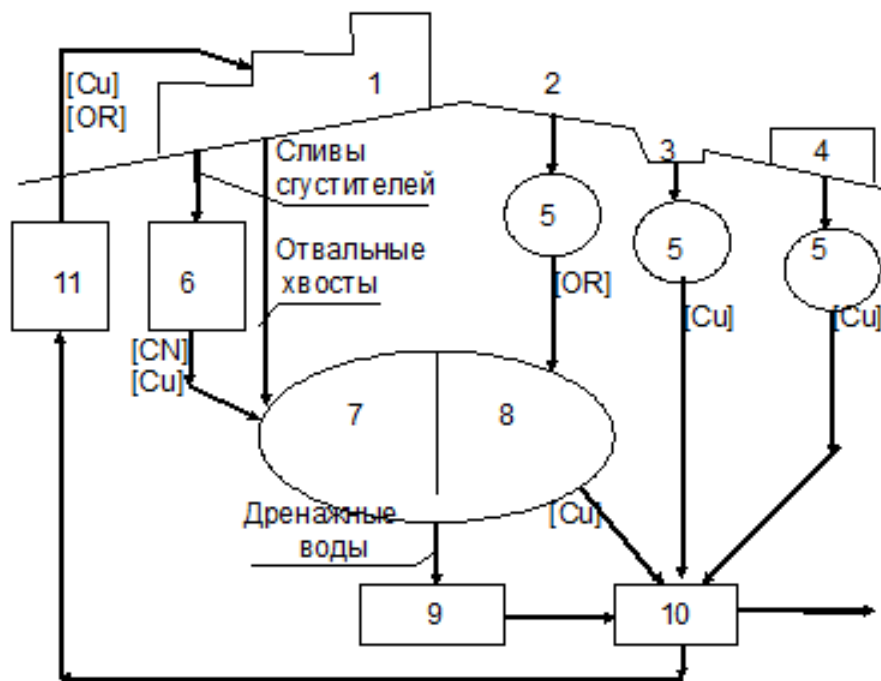 1
2
[Cu]
[OR]
3
4
Сливы
сгустителей
5
5
5
11
6
Отвальные
хвосты
[OR]
[Cu]
[Cu]
[CN]
[Cu]
7
8
Дренажные
воды
[Cu]
9
10